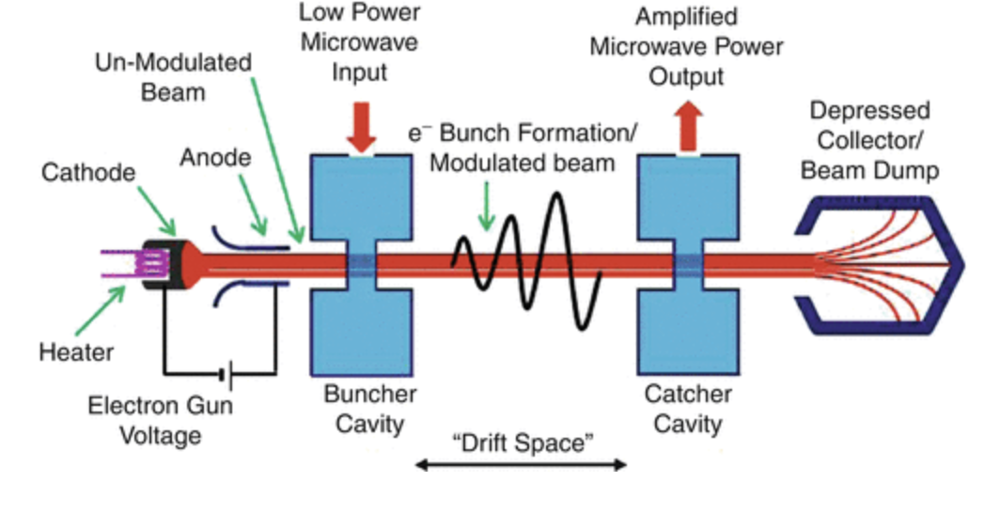 Low Power
Microwave
Input
Amplified
Microwave Power
Output
Un-Modulated
Beam
e⁻ Bunch Formation/
Modulated beam
Depressed
Collector/
Beam Dump
Anode
Cathode
Heater
Electron Gun
Voltage
Buncher
Cavity
Catcher
Cavity
“Drift Space”